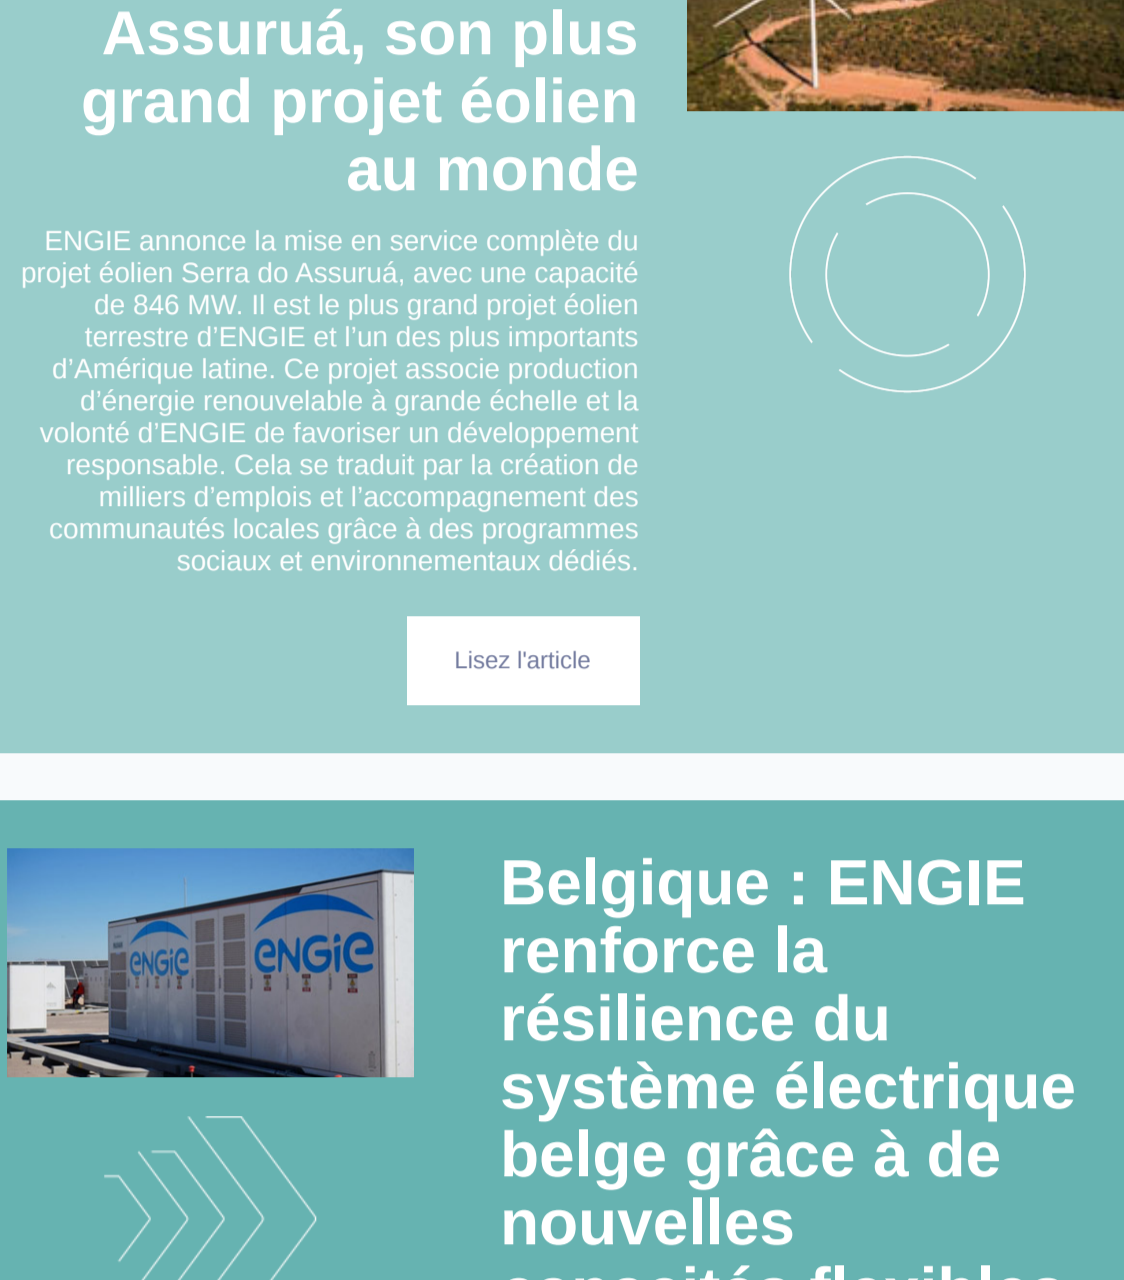 Assuruá, son plus
grand projet éolien
au monde
ENGIE annonce la mise en service complète du
projet éolien Serra do Assuruá, avec une capacité
de 846 MW. Il est le plus grand projet éolien
terrestre d’ENGIE et l’un des plus importants
d’Amérique latine. Ce projet associe production
d’énergie renouvelable à grande échelle et la
volonté d’ENGIE de favoriser un développement
responsable. Cela se traduit par la création de
milliers d’emplois et l’accompagnement des
communautés locales grâce à des programmes
sociaux et environnementaux dédiés.
Lisez l'article
ENGIE
ENGIE
Belgique : ENGIE
renforce la
résilience du
système électrique
belge grâce à de
nouvelles
capacités flexibles